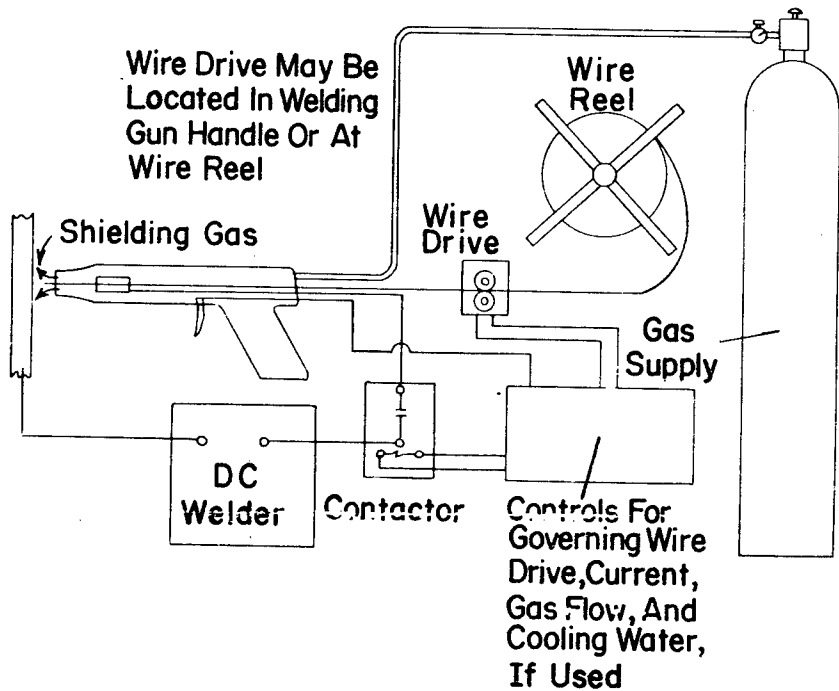 Wire Drive May Be
Located In Welding
Gun Handle Or At
Wire Reel
Wire
Reel
Shielding Gas
Wire
Drive
Gas
Supply
DC
Welder
Contactor
Controls For
Governing Wire
Drive, Current,
Gas Flow, And
Cooling Water,
If Used